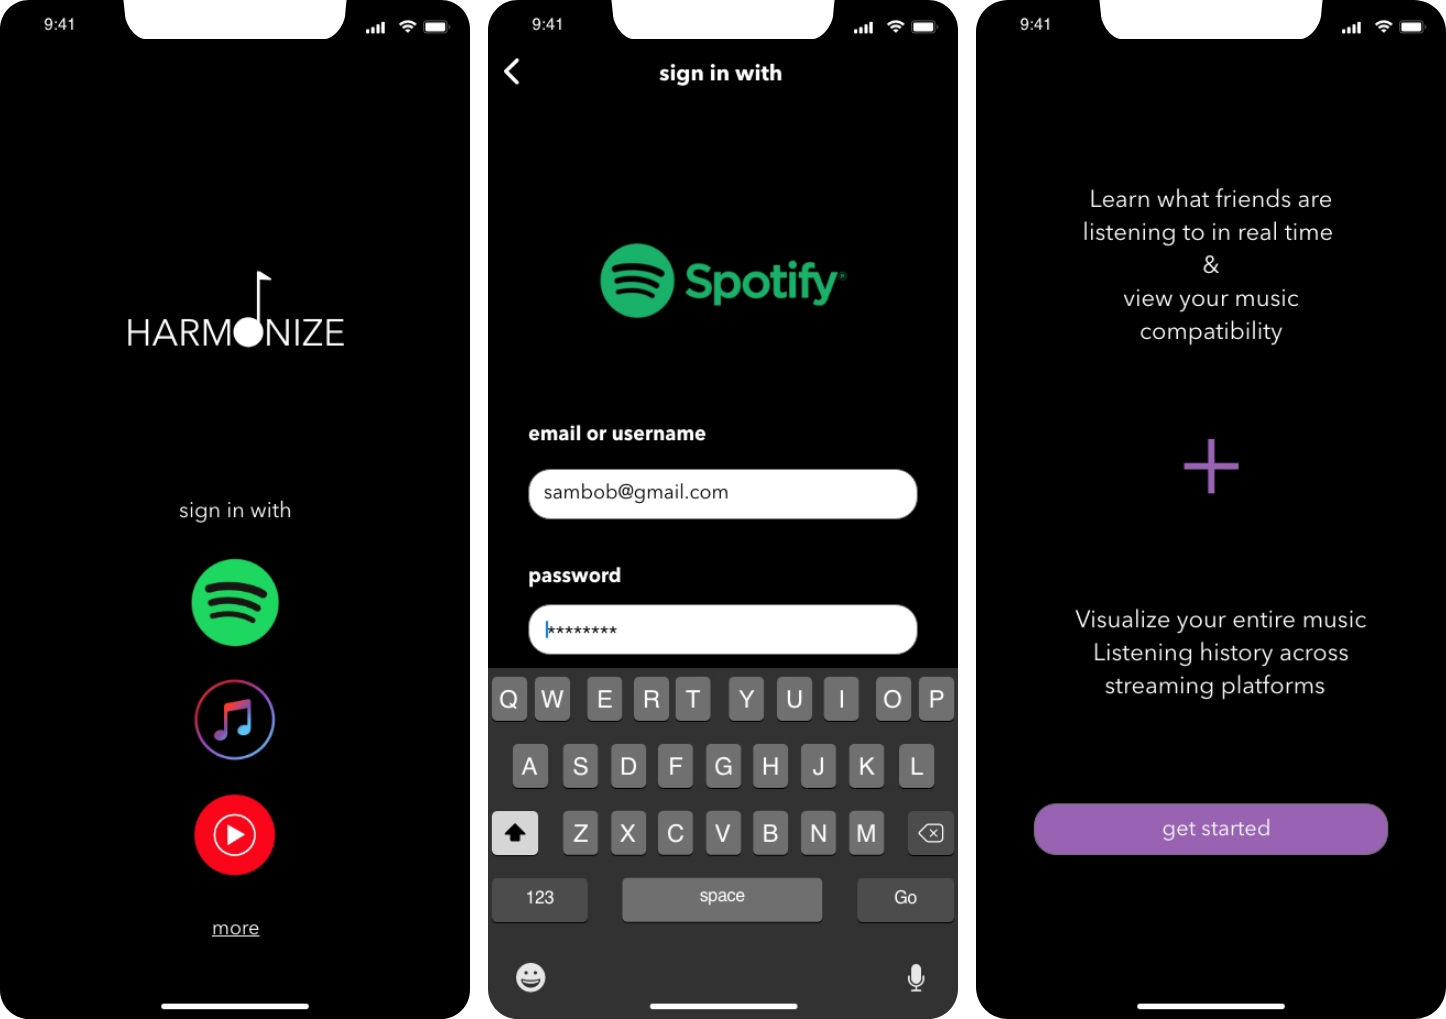 9:41
HARMONIZE
sign in with
more
9:41
sign in with
Spotify®
email or username
sambob@gmail.com
password
********
Q W E R T Y U I O P
A S D F G H J K L
Z X C V B N M
123 space Go
9:41
Learn what friends are
listening to in real time
&
view your music
compatibility
+
Visualize your entire music
Listening history across
streaming platforms
get started